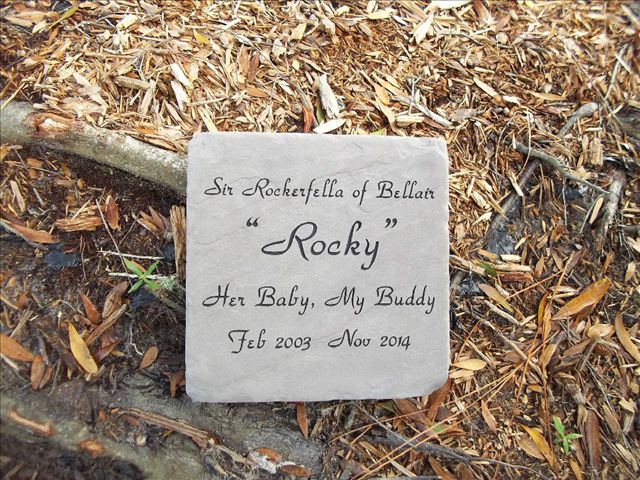 Sir Rockerfella of Bellair
“Rocky”
Her Baby, My Buddy
Feb 2003 Nov 2014